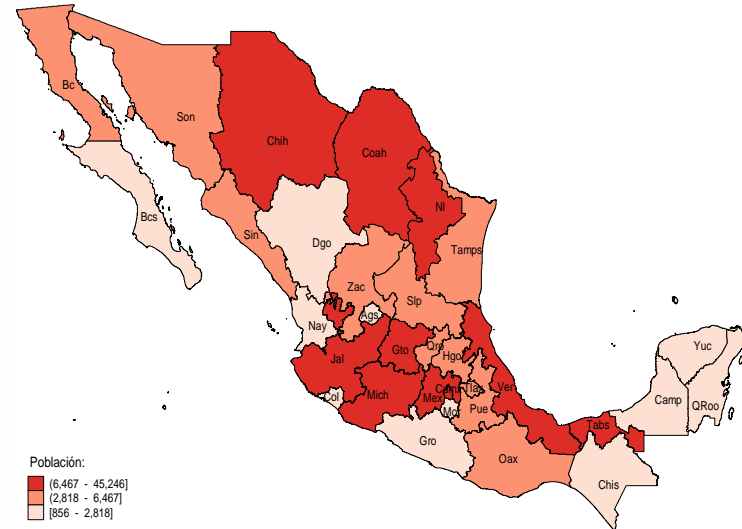 Bc
Son
Chih
Coah
Nl
Bcs
Sin
Dgo
Tamps
Zac
Slp
Nay
Ags
Jal
Gto
Qro
Hgo
Yuc
Col
Mich
Mex
Cdmx
Tlax
Ver
Mor
Pue
Camp
QRoo
Tabs
Gro
Oax
Chis
Población:
(6,467 - 45,246]
(2,818 - 6,467]
[856 - 2,818]